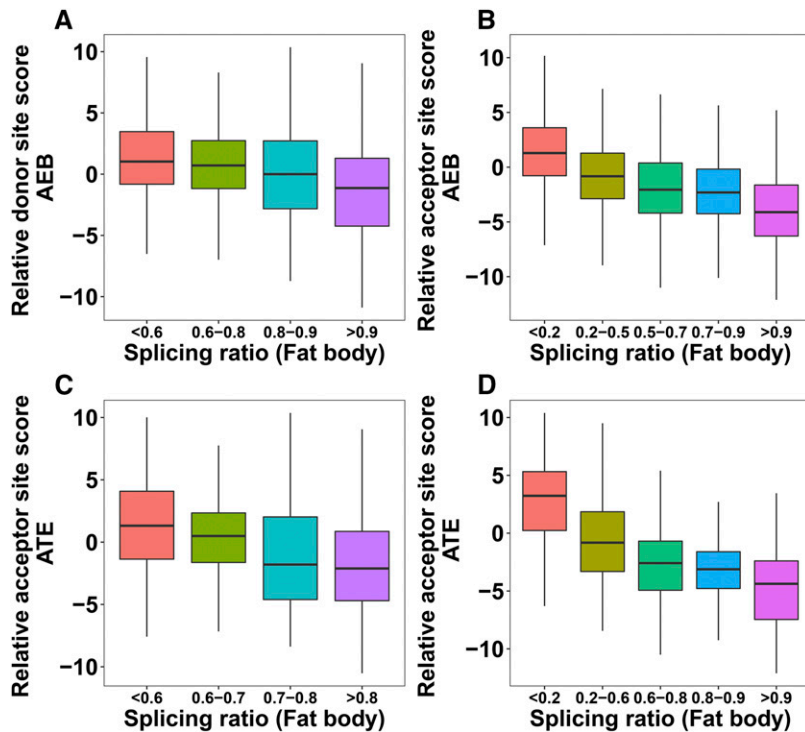 A
Relative donor site score
AEB
10
5
0
−5
−10
<0.6
0.6−0.8
0.8−0.9
>0.9
Splicing ratio (Fat body)
B
Relative acceptor site score
AEB
10
5
0
−5
−10
<0.2
0.2−0.5
0.5−0.7
0.7−0.9
>0.9
Splicing ratio (Fat body)
C
Relative acceptor site score
ATE
10
5
0
−5
−10
<0.6
0.6−0.7
0.7−0.8
>0.8
Splicing ratio (Fat body)
D
Relative acceptor site score
ATE
10
5
0
−5
−10
<0.2
0.2−0.6
0.6−0.8
0.8−0.9
>0.9
Splicing ratio (Fat body)